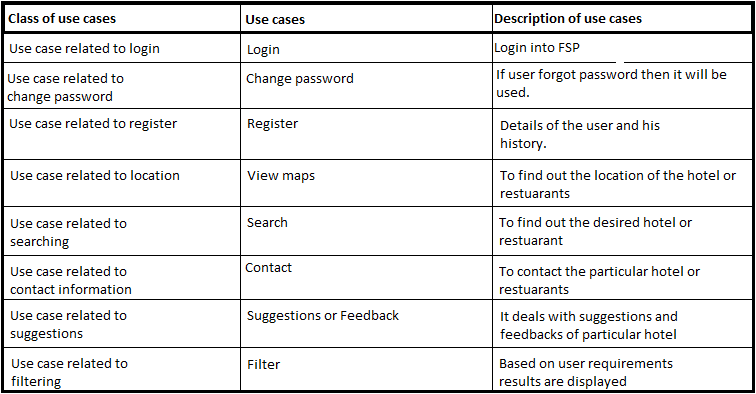 Class of use cases Use cases Description of use cases
Use case related to login Login Login into FSP
Use case related to Change password If user forgot password then it will be
change password used.
Use case related to register Register Details of the user and his
history.
Use case related to location View maps To find out the location of the hotel or
restuarants
Use case related to Search To find out the desired hotel or
searching restuarant
Use case related to Contact To contact the particular hotel or
contact information restuarants
Use case related to Suggestions or Feedback It deals with suggestions and
suggestions feedbacks of particular hotel
Use case related to Filter Based on user requirements
filtering results are displayed